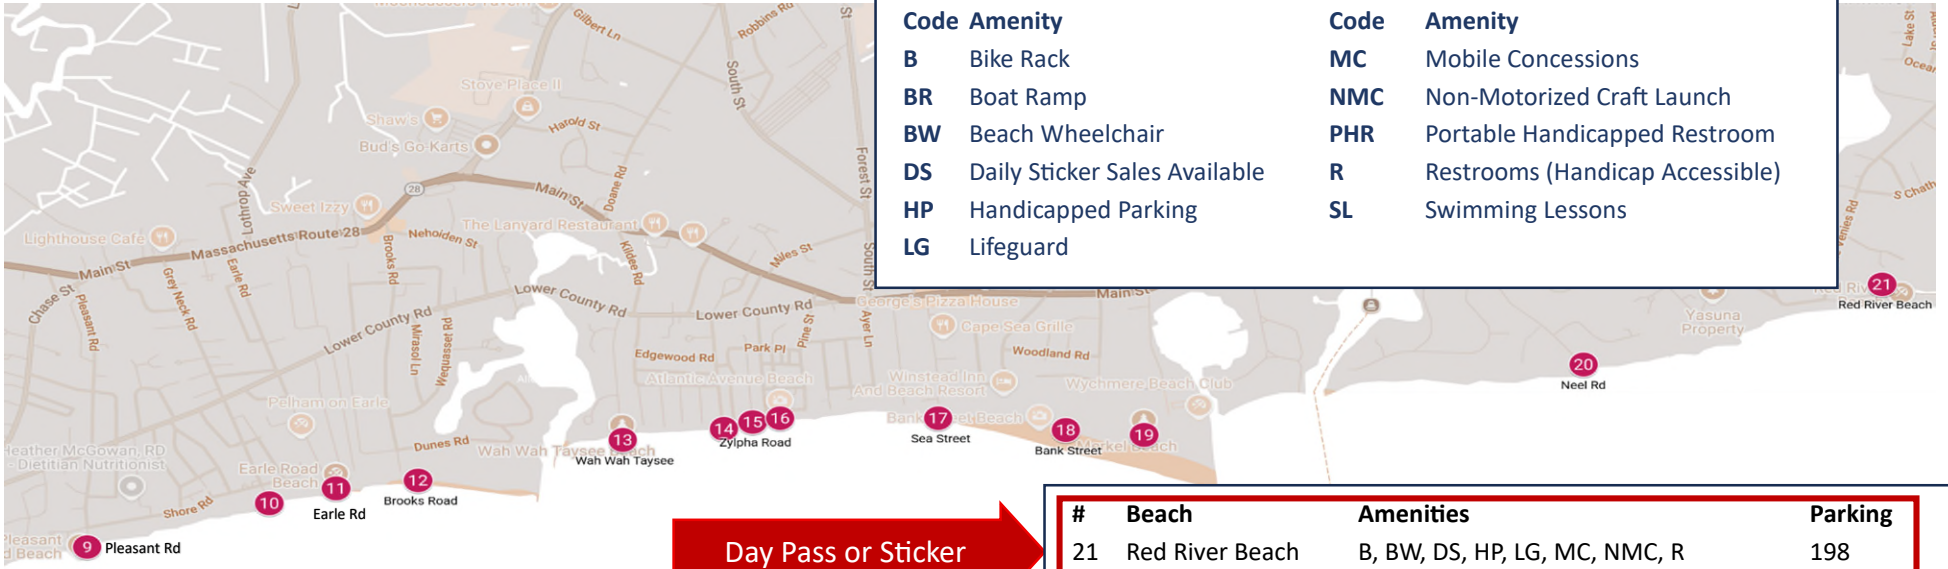 Code Amenity
B Bike Rack
BR Boat Ramp
BW Beach Wheelchair
DS Daily Sticker Sales Available
HP Handicapped Parking
LG Lifeguard
Code Amenity
MC Mobile Concessions
NMC Non-Motorized Craft Launch
PHR Portable Handicapped Restroom
R Restrooms (Handicap Accessible)
SL Swimming Lessons
Gilbert Ln
Robbins Rd
St
Lake St
Stove Place II
South St
Shaw's
Harold St
Bud's Go-Karts
Forest St
Lothrop Ave
28
Main St
Doane Rd
Sweet Izzy
The Lanyard Restaurant
Lighthouse Cafe
Massachusetts Route 28
Nehoiden St
Brooks Rd
Kildee Rd
Miles St
South St
Main St
Earle Rd
Grey Neck Rd
Chase St
Pleasant Rd
Lower County Rd
Lower County Rd
Lower County Rd
George's Pizza House
Main St
21
Red River Beach
Mirasol Ln
Wequasset Rd
Pine St
Ayer Ln
Cape Sea Grille
Yasuna
Property
Edgewood Rd
Park Pl
Woodland Rd
20
Neel Rd
Atlantic Avenue Beach
Winstead Inn
And Beach Resort
Wychmere Beach Club
Pelham on Earle
Dunes Rd
13
Wah Wah Taysee
14
15
16
Zylpha Road
17
Sea Street
18
Bank Street
19
Heather McGowan, RD
- Dietitian Nutritionist
Earle Road
Beach
10
11
Earle Rd
12
Brooks Road
Shore Rd
9 Pleasant Rd
Day Pass or Sticker
# Beach Amenities Parking
21 Red River Beach B, BW, DS, HP, LG, MC, NMC, R 198